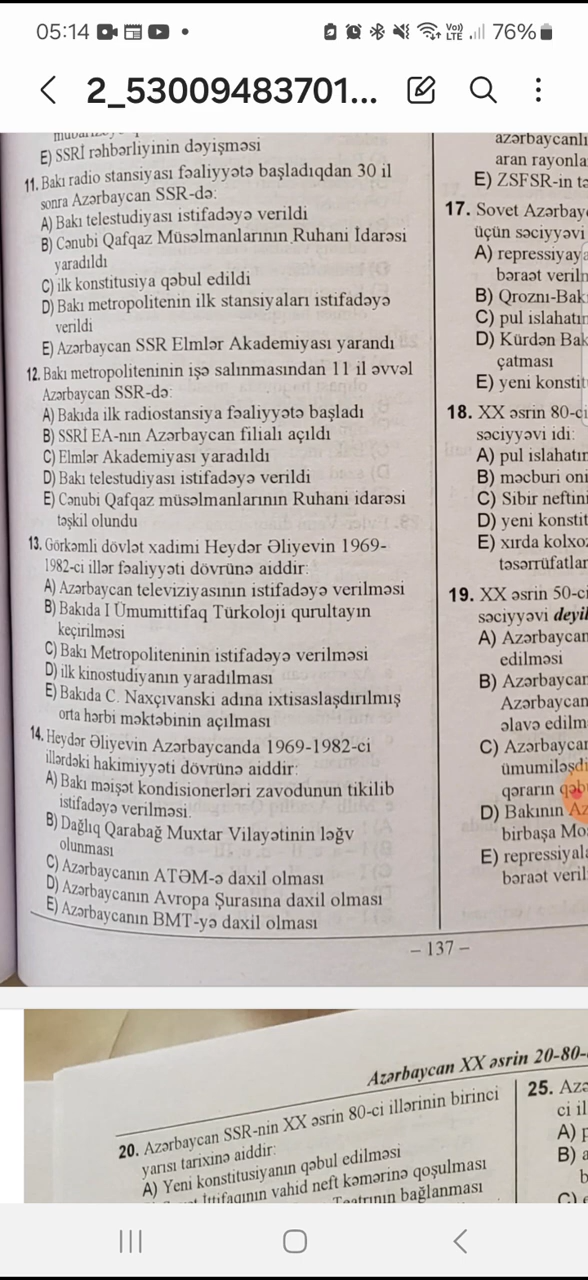 05:14
Vo))
LTE
76%
2_53009483701...
E) SSRİ rəhbərliyinin dəyişməsi
11. Bakı radio stansiyası fəaliyyətə başladıqdan 30 il
sonra Azərbaycan SSR-də:
A) Bakı telestudiyası istifadəyə verildi
B) Cənubi Qafqaz Müsəlmanlarının Ruhani İdarəsi
yaradıldı
C) ilk konstitusiya qəbul edildi
D) Bakı metropolitenin ilk stansiyaları istifadəyə
verildi
E) Azərbaycan SSR Elmlər Akademiyası yarandı
12. Bakı metropoliteninin işə salınmasından 11 il əvvəl
Azərbaycan SSR-də:
A) Bakıda ilk radiostansiya fəaliyyətə başladı
B) SSRİ EA-nın Azərbaycan filialı açıldı
C) Elmlər Akademiyası yaradıldı
D) Bakı telestudiyası istifadəyə verildi
E) Cənubi Qafqaz müsəlmanlarının Ruhani idarəsi
təşkil olundu
13. Görkəmli dövlət xadimi Heydər Əliyevin 1969-
1982-ci illər fəaliyyəti dövrünə aiddir:
A) Azərbaycan televiziyasının istifadəyə verilməsi
B) Bakıda I Ümumittifaq Türkoloji qurultayın
keçirilməsi
C) Bakı Metropoliteninin istifadəyə verilməsi
D) ilk kinostudiyanın yaradılması
E) Bakıda C. Naxçıvanski adına ixtisaslaşdırılmış
orta hərbi məktəbinin açılması
14. Heydər Əliyevin Azərbaycanda 1969-1982-ci
illərdəki hakimiyyəti dövrünə aiddir:
A) Bakı məişət kondisionerləri zavodunun tikilib
istifadəyə verilməsi.
B) Dağlıq Qarabağ Muxtar Vilayətinin ləğv
olunması
C) Azərbaycanın ATƏM-ə daxil olması
D) Azərbaycanın Avropa Şurasına daxil olması
E) Azərbaycanın BMT-yə daxil olması
azərbaycanlı
aran rayonla
E) ZSFSR-in tə
17. Sovet Azərbay
üçün səciyyəvi
A) repressiyaya
bəraət veriln
B) Qroznı-Bak
C) pul islahatın
D) Kürdən Bak
çatması
E) yeni konstit
18. XX əsrin 80-ci
səciyyəvi idi:
A) pul islahatın
B) məcburi oni
C) Sibir neftini
D) yeni konstit
E) xırda kolxoz
təsərrüfatlar
19. XX əsrin 50-ci
səciyyəvi deyil
A) Azərbaycan
edilməsi
B) Azərbaycan
Azərbaycan
əlavə edilm
C) Azərbaycan
ümumiləşdi
qərarın qəb
D) Bakının Az
birbaşa Mo
E) repressiyala
bəraət veril
– 137 –
Azərbaycan XX əsrin 20-80-
20. Azərbaycan SSR-nin XX əsrin 80-ci illərinin birinci
yarısı tarixinə aiddir:
A) Yeni konstitusiyanın qəbul edilməsi
İttifaqının vahid neft kəmərinə qoşulması
Teatrının bağlanması
25. Azə
ci il
A) p
B) a
b